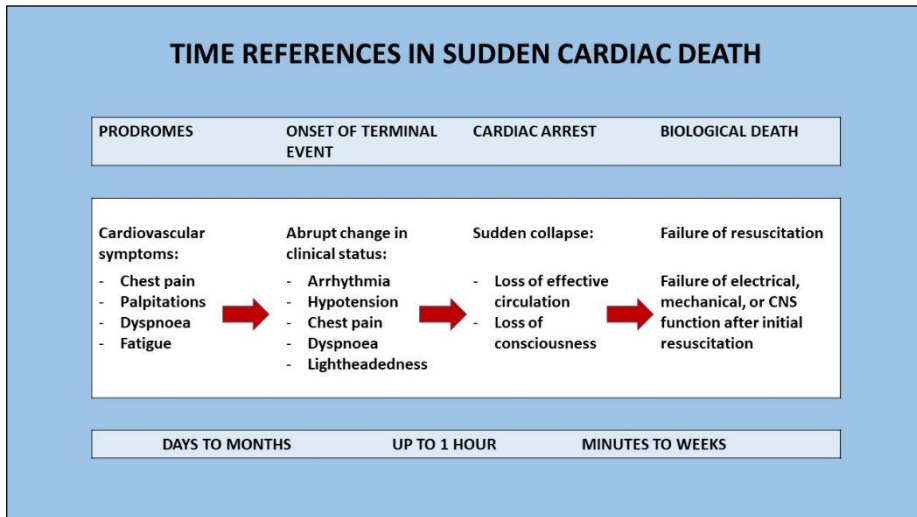 TIME REFERENCES IN SUDDEN CARDIAC DEATH
PRODROMES
ONSET OF TERMINAL
EVENT
CARDIAC ARREST
BIOLOGICAL DEATH
Cardiovascular
symptoms:
- Chest pain
- Palpitations
- Dyspnoea
- Fatigue
Abrupt change in
clinical status:
- Arrhythmia
- Hypotension
- Chest pain
- Dyspnoea
- Lightheadedness
Sudden collapse:
- Loss of effective
circulation
- Loss of
consciousness
Failure of resuscitation
Failure of electrical,
mechanical, or CNS
function after initial
resuscitation
DAYS TO MONTHS
UP TO 1 HOUR
MINUTES TO WEEKS